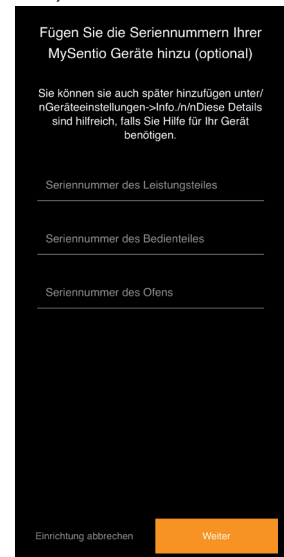 Fügen Sie die Seriennummern Ihrer
MySentio Geräte hinzu (optional)
Sie können sie auch später hinzufügen unter/
nGeräteeinstellungen->Info./n/nDiese Details
sind hilfreich, falls Sie Hilfe für Ihr Gerät
benötigen.
Seriennummer des Leistungsteiles
Seriennummer des Bedienteiles
Seriennummer des Ofens
Einrichtung abbrechen
Weiter